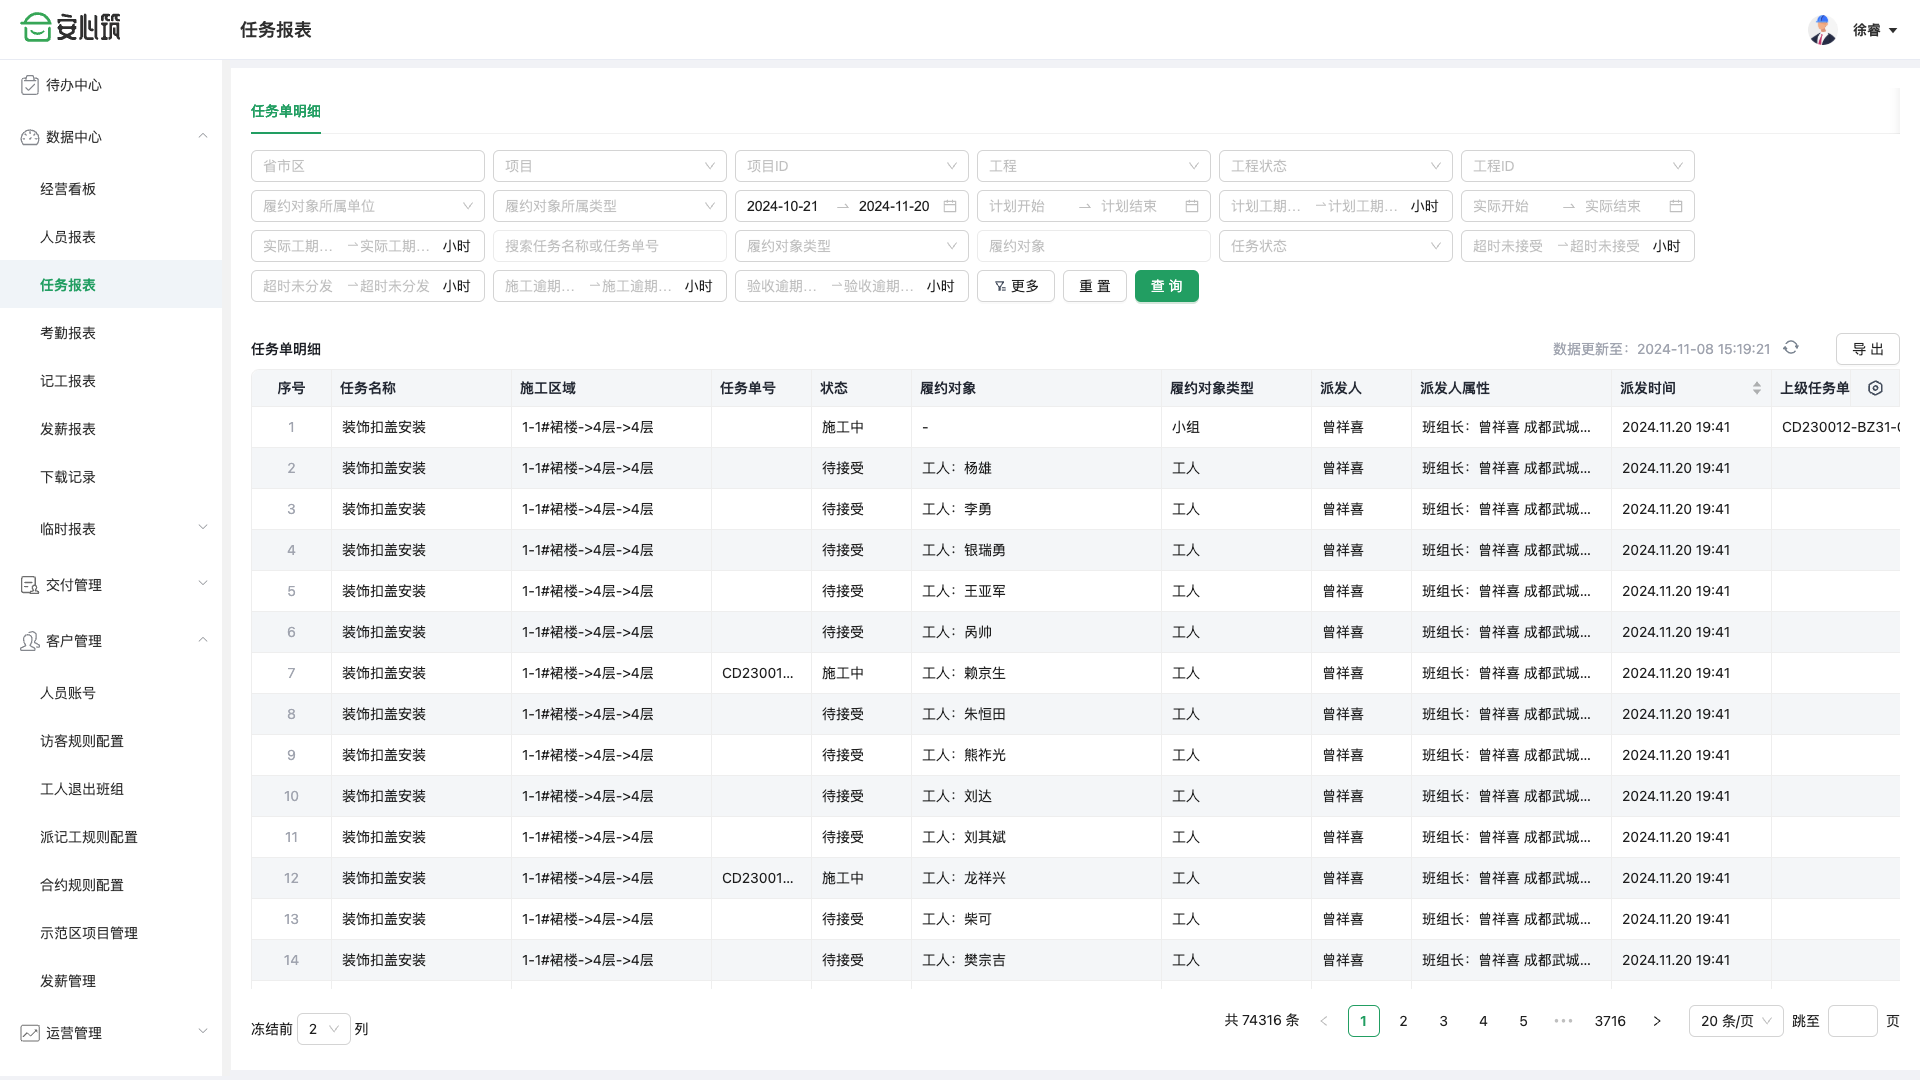 安心筑
任务报表
徐睿
待办中心
数据中心
经营看板
人员报表
任务报表
考勤报表
记工报表
发薪报表
下载记录
临时报表
交付管理
客户管理
人员账号
访客规则配置
工人退出班组
派记工规则配置
合约规则配置
示范区项目管理
发薪管理
运营管理
任务单明细
省市区 项目 项目ID 工程 工程状态 工程ID
履约对象所属单位 履约对象所属类型 2024-10-21 → 2024-11-20 计划开始 → 计划结束 计划工期... → 计划工期... 小时 实际开始 → 实际结束
实际工期... → 实际工期... 小时 搜索任务名称或任务单号 履约对象类型 履约对象 任务状态 超时未接受 → 超时未接受 小时
超时未分发 → 超时未分发 小时 施工逾期... → 施工逾期... 小时 验收逾期... → 验收逾期... 小时 更多 重 置 查 询
任务单明细 数据更新至：2024-11-08 15:19:21 导 出
序号 任务名称 施工区域 任务单号 状态 履约对象 履约对象类型 派发人 派发人属性 派发时间 上级任务单
1 装饰扣盖安装 1-1#裙楼->4层->4层 施工中 - 小组 曾祥喜 班组长：曾祥喜 成都武城... 2024.11.20 19:41 CD230012-BZ31-
2 装饰扣盖安装 1-1#裙楼->4层->4层 待接受 工人：杨雄 工人 曾祥喜 班组长：曾祥喜 成都武城... 2024.11.20 19:41
3 装饰扣盖安装 1-1#裙楼->4层->4层 待接受 工人：李勇 工人 曾祥喜 班组长：曾祥喜 成都武城... 2024.11.20 19:41
4 装饰扣盖安装 1-1#裙楼->4层->4层 待接受 工人：银瑞勇 工人 曾祥喜 班组长：曾祥喜 成都武城... 2024.11.20 19:41
5 装饰扣盖安装 1-1#裙楼->4层->4层 待接受 工人：王亚军 工人 曾祥喜 班组长：曾祥喜 成都武城... 2024.11.20 19:41
6 装饰扣盖安装 1-1#裙楼->4层->4层 待接受 工人：呙帅 工人 曾祥喜 班组长：曾祥喜 成都武城... 2024.11.20 19:41
7 装饰扣盖安装 1-1#裙楼->4层->4层 CD23001... 施工中 工人：赖京生 工人 曾祥喜 班组长：曾祥喜 成都武城... 2024.11.20 19:41
8 装饰扣盖安装 1-1#裙楼->4层->4层 待接受 工人：朱恒田 工人 曾祥喜 班组长：曾祥喜 成都武城... 2024.11.20 19:41
9 装饰扣盖安装 1-1#裙楼->4层->4层 待接受 工人：熊祚光 工人 曾祥喜 班组长：曾祥喜 成都武城... 2024.11.20 19:41
10 装饰扣盖安装 1-1#裙楼->4层->4层 待接受 工人：刘达 工人 曾祥喜 班组长：曾祥喜 成都武城... 2024.11.20 19:41
11 装饰扣盖安装 1-1#裙楼->4层->4层 待接受 工人：刘其斌 工人 曾祥喜 班组长：曾祥喜 成都武城... 2024.11.20 19:41
12 装饰扣盖安装 1-1#裙楼->4层->4层 CD23001... 施工中 工人：龙祥兴 工人 曾祥喜 班组长：曾祥喜 成都武城... 2024.11.20 19:41
13 装饰扣盖安装 1-1#裙楼->4层->4层 待接受 工人：柴可 工人 曾祥喜 班组长：曾祥喜 成都武城... 2024.11.20 19:41
14 装饰扣盖安装 1-1#裙楼->4层->4层 待接受 工人：樊宗吉 工人 曾祥喜 班组长：曾祥喜 成都武城... 2024.11.20 19:41
冻结前 2 列 共 74316 条 < 1 2 3 4 5 ••• 3716 > 20 条/页 跳至 页